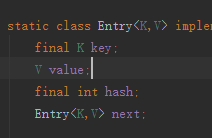 static class Entry<K,V> implem
final K key;
V value;
final int hash;
Entry<K,V> next;